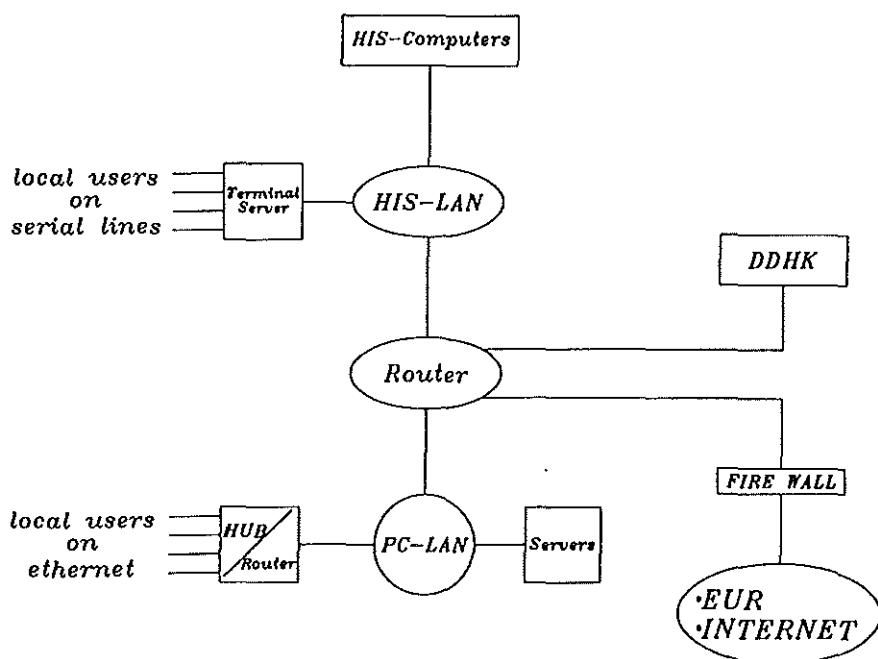 HIS-Computers
local users
on
serial lines
Terminal
Server
HIS-LAN
DDHK
Router
FIRE WALL
local users
on
ethernet
HUB
Router
PC-LAN
Servers
•EUR
•INTERNET